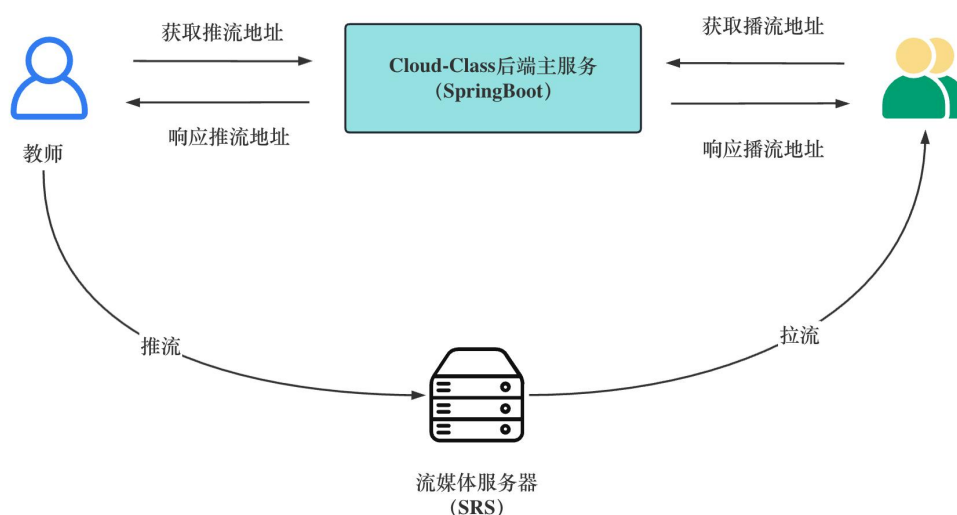 获取推流地址
Cloud-Class后端主服务
（SpringBoot）
获取播流地址
响应推流地址
响应播流地址
教师
推流
拉流
流媒体服务器
（SRS）